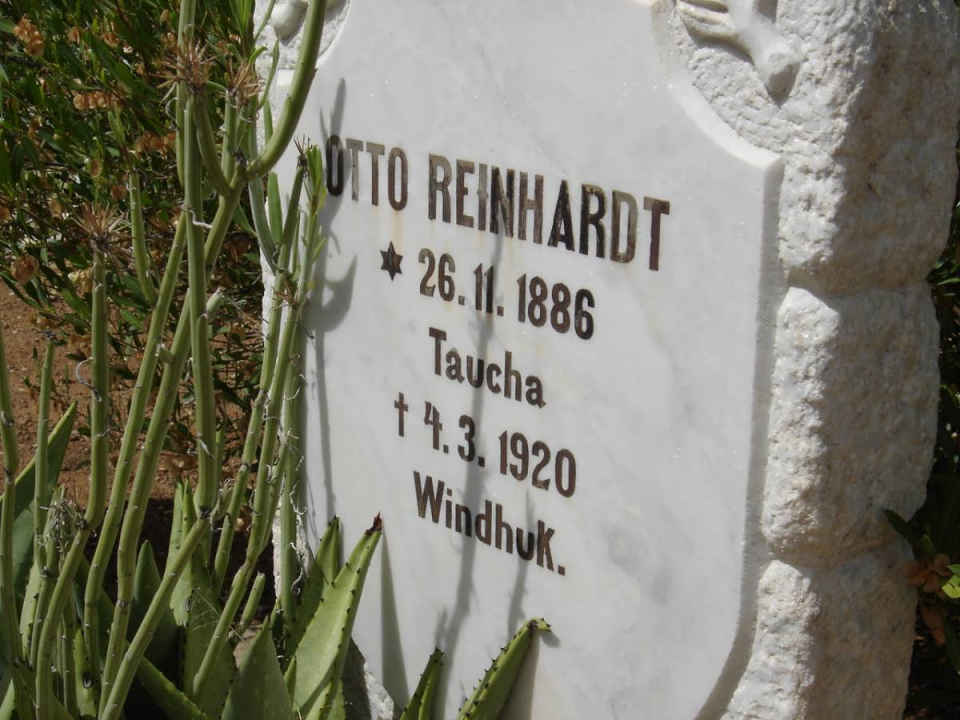 OTTO REINHARDT
✶ 26.11.1886
Taucha
† 4.3.1920
Windhuk.